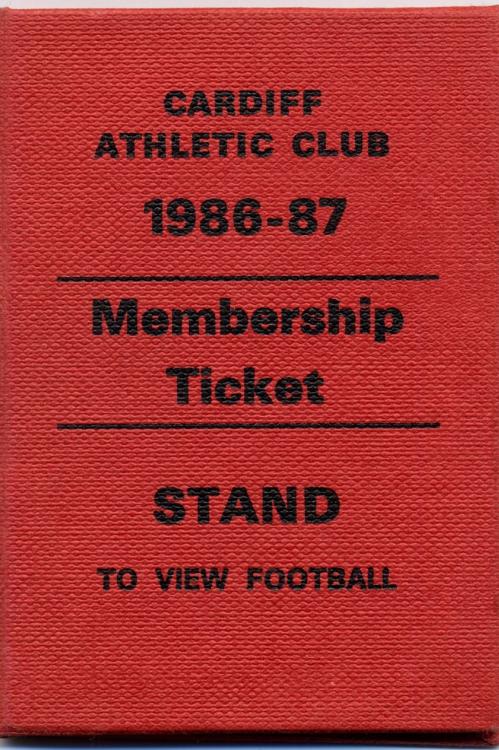 CARDIFF
ATHLETIC CLUB
1986-87
Membership
Ticket
STAND
TO VIEW FOOTBALL